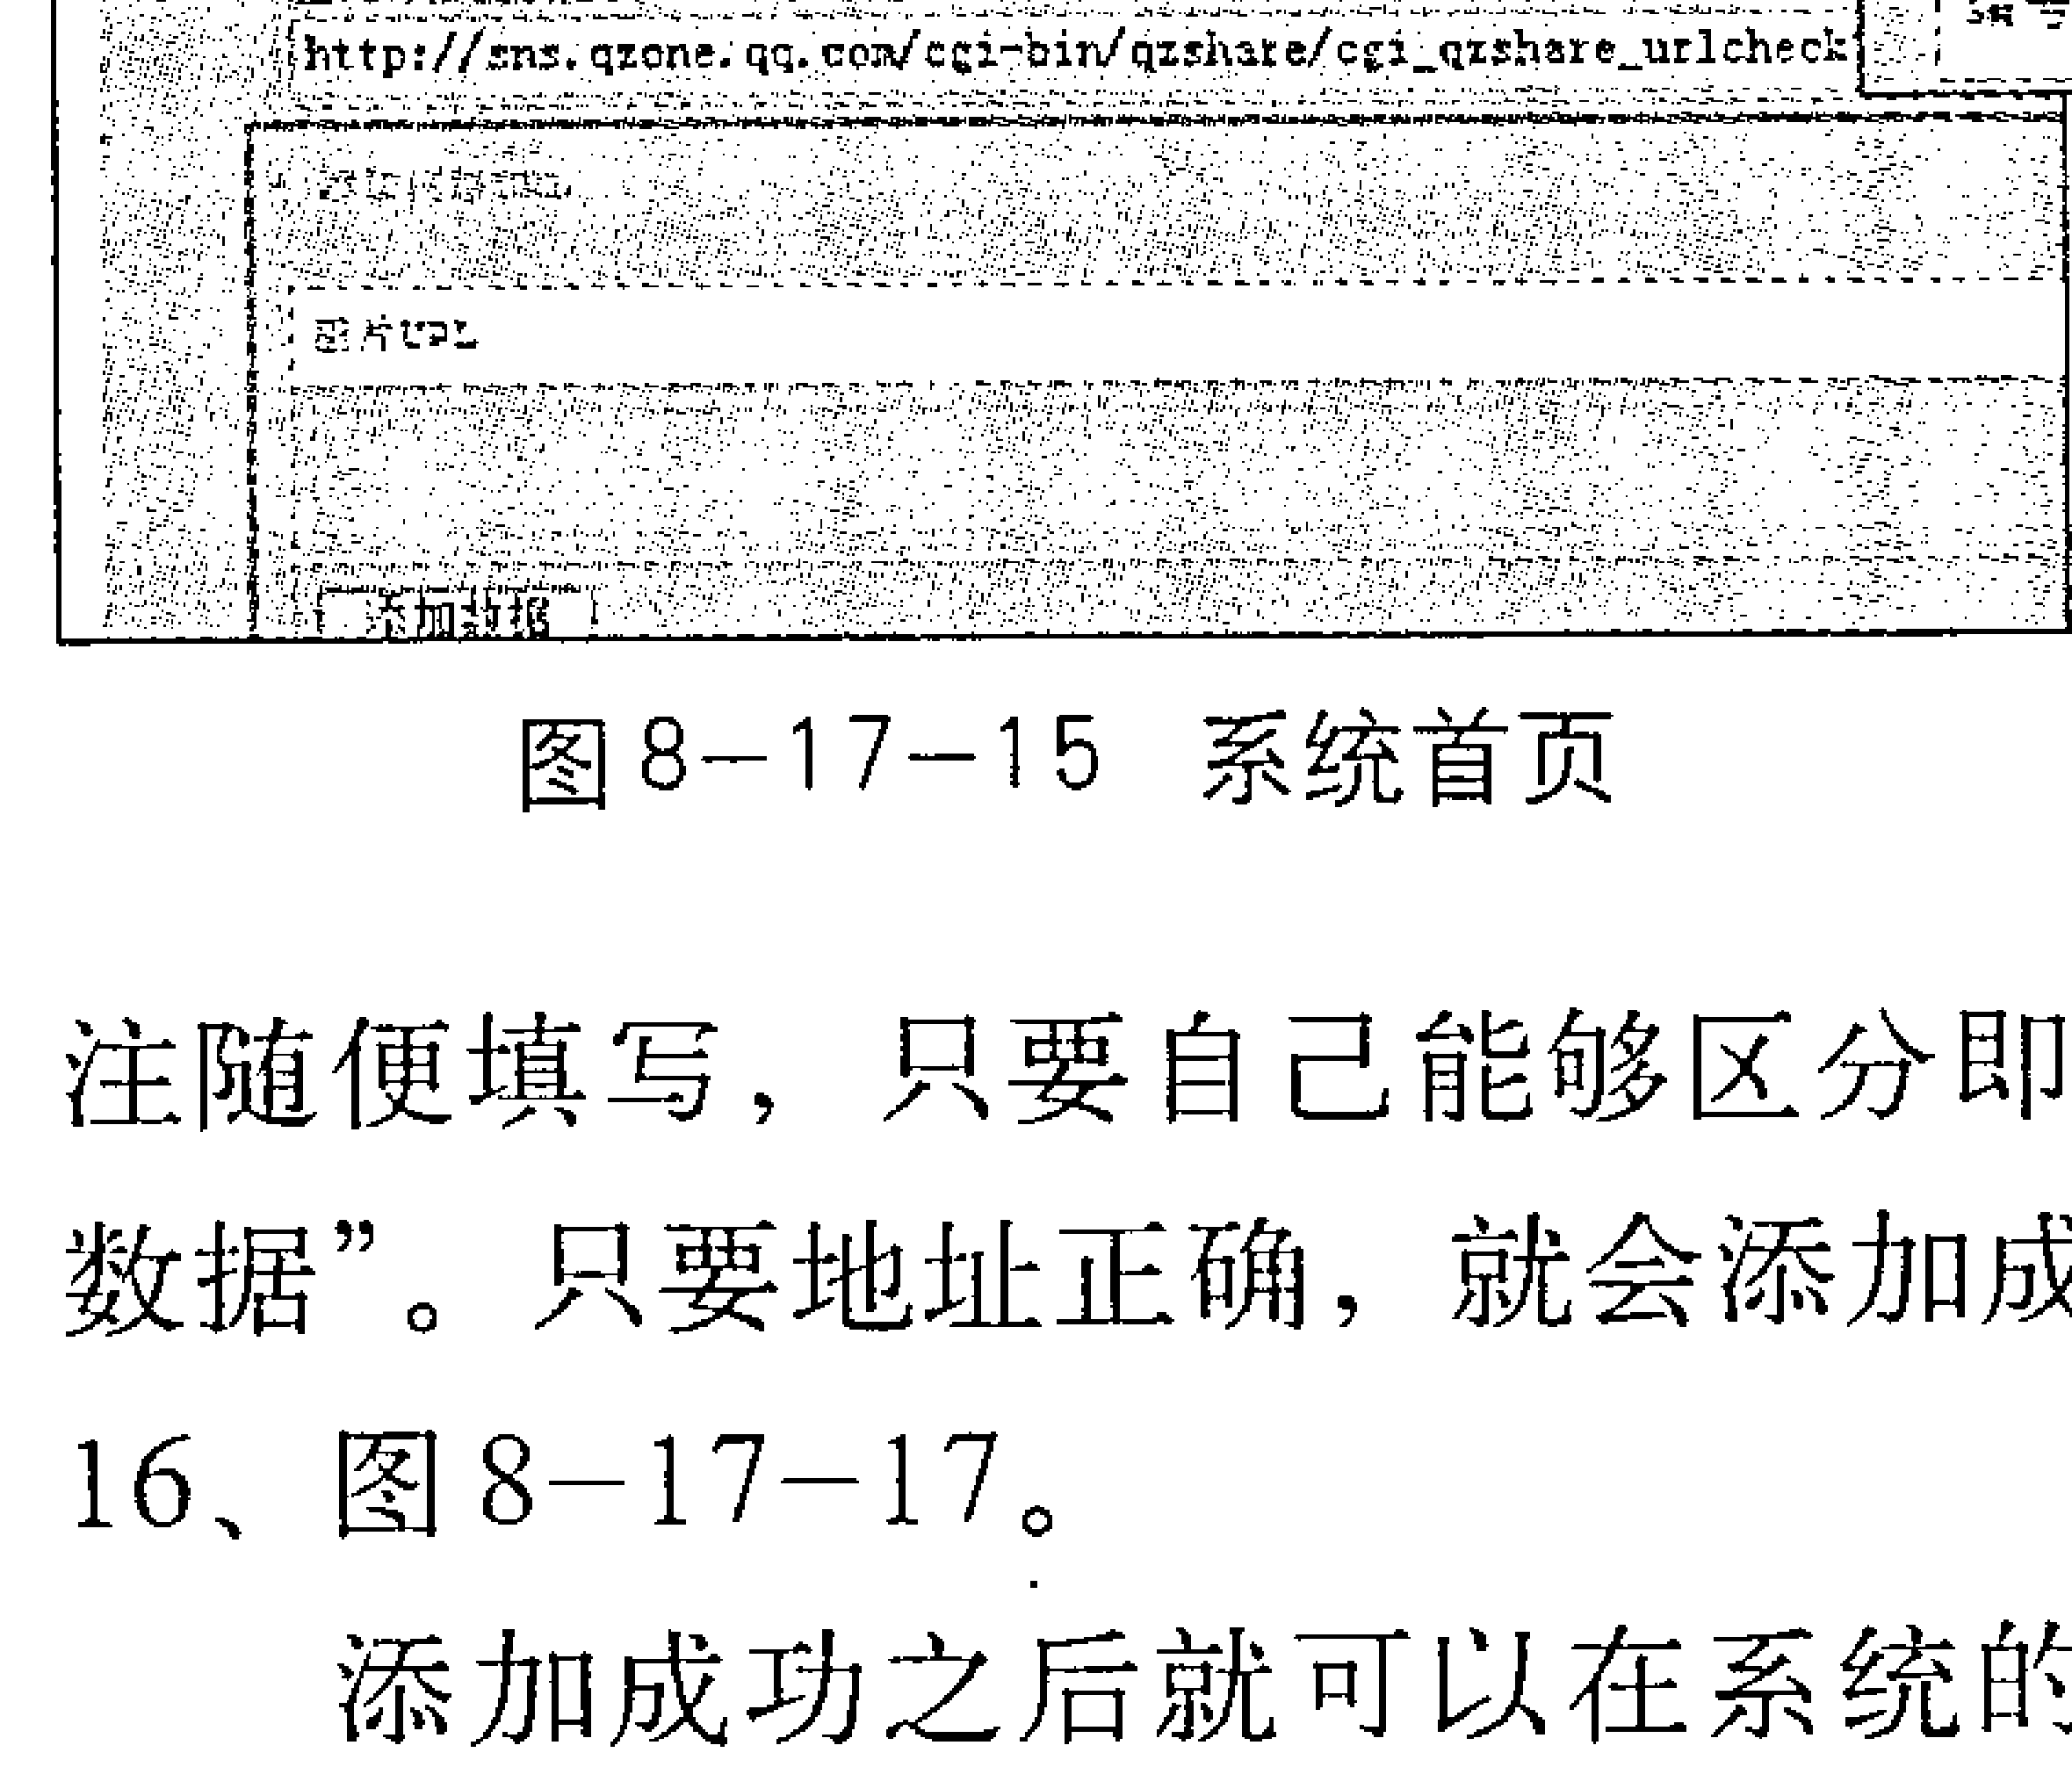 http://sns.qzone.qq.com/cgi-bin/qzshare/cgi_qzshare_urlcheck
图片URL
添加数据
图8—17—15 系统首页
注随便填写，只要自己能够区分即
数据”。只要地址正确，就会添加成
16、图8—17—17。
添加成功之后就可以在系统的